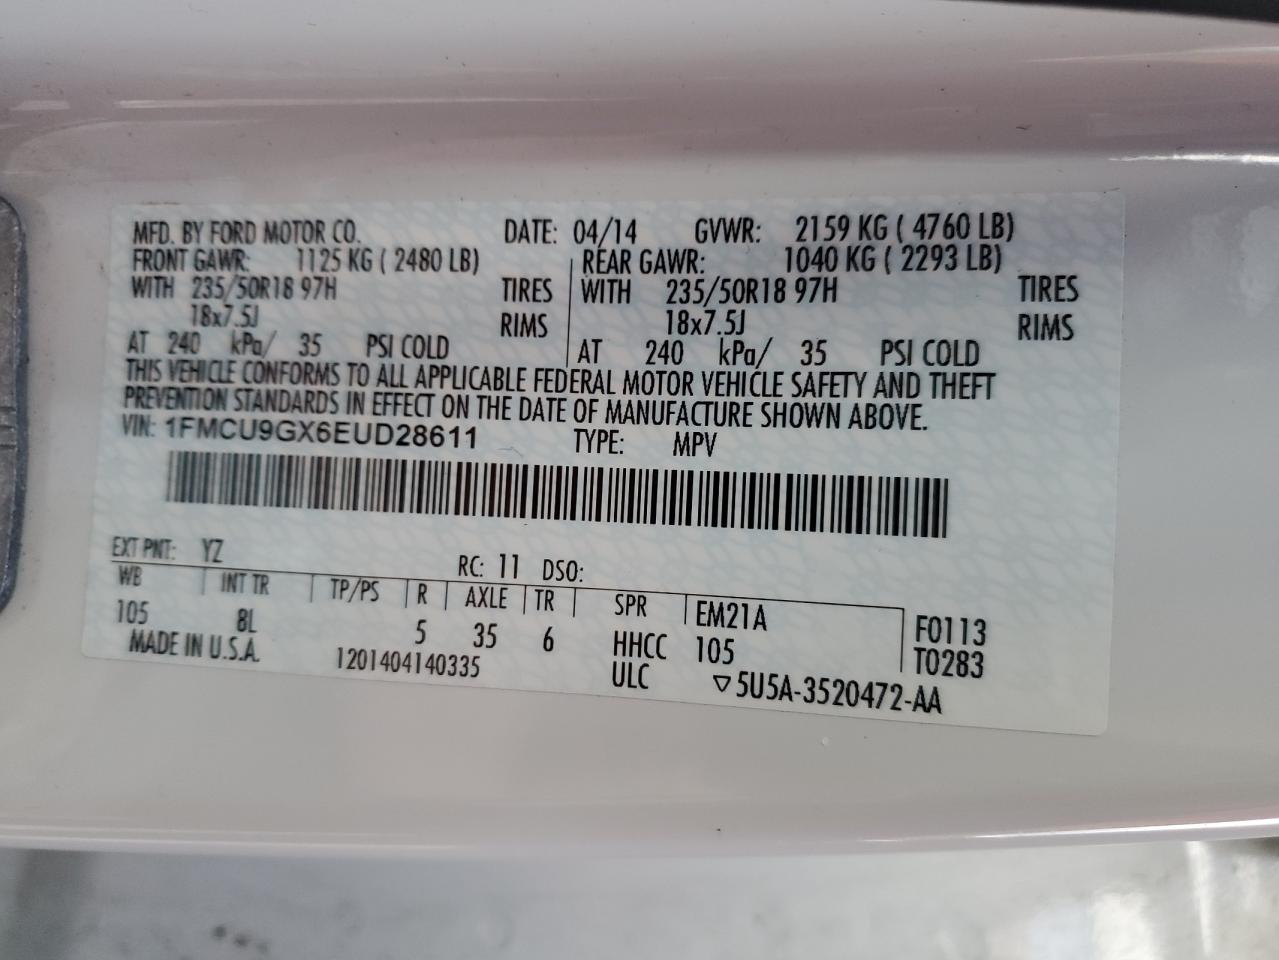 MFD. BY FORD MOTOR CO. DATE: 04/14 GVWR: 2159 KG ( 4760 LB)
FRONT GAWR: 1125 KG ( 2480 LB) REAR GAWR: 1040 KG ( 2293 LB)
WITH 235/50R18 97H TIRES WITH 235/50R18 97H TIRES
18x7.5J RIMS 18x7.5J RIMS
AT 240 kPa/ 35 PSI COLD AT 240 kPa/ 35 PSI COLD
THIS VEHICLE CONFORMS TO ALL APPLICABLE FEDERAL MOTOR VEHICLE SAFETY AND THEFT
PREVENTION STANDARDS IN EFFECT ON THE DATE OF MANUFACTURE SHOWN ABOVE.
VIN: 1FMCU9GX6EUD28611 TYPE: MPV
EXT PNT: YZ RC: 11 DSO:
WB INT TR TP/PS R AXLE TR SPR EM21A F0113
105 8L 5 35 6 HHCC 105 T0283
MADE IN U.S.A. 1201404140335 ULC ▽5U5A-3520472-AA